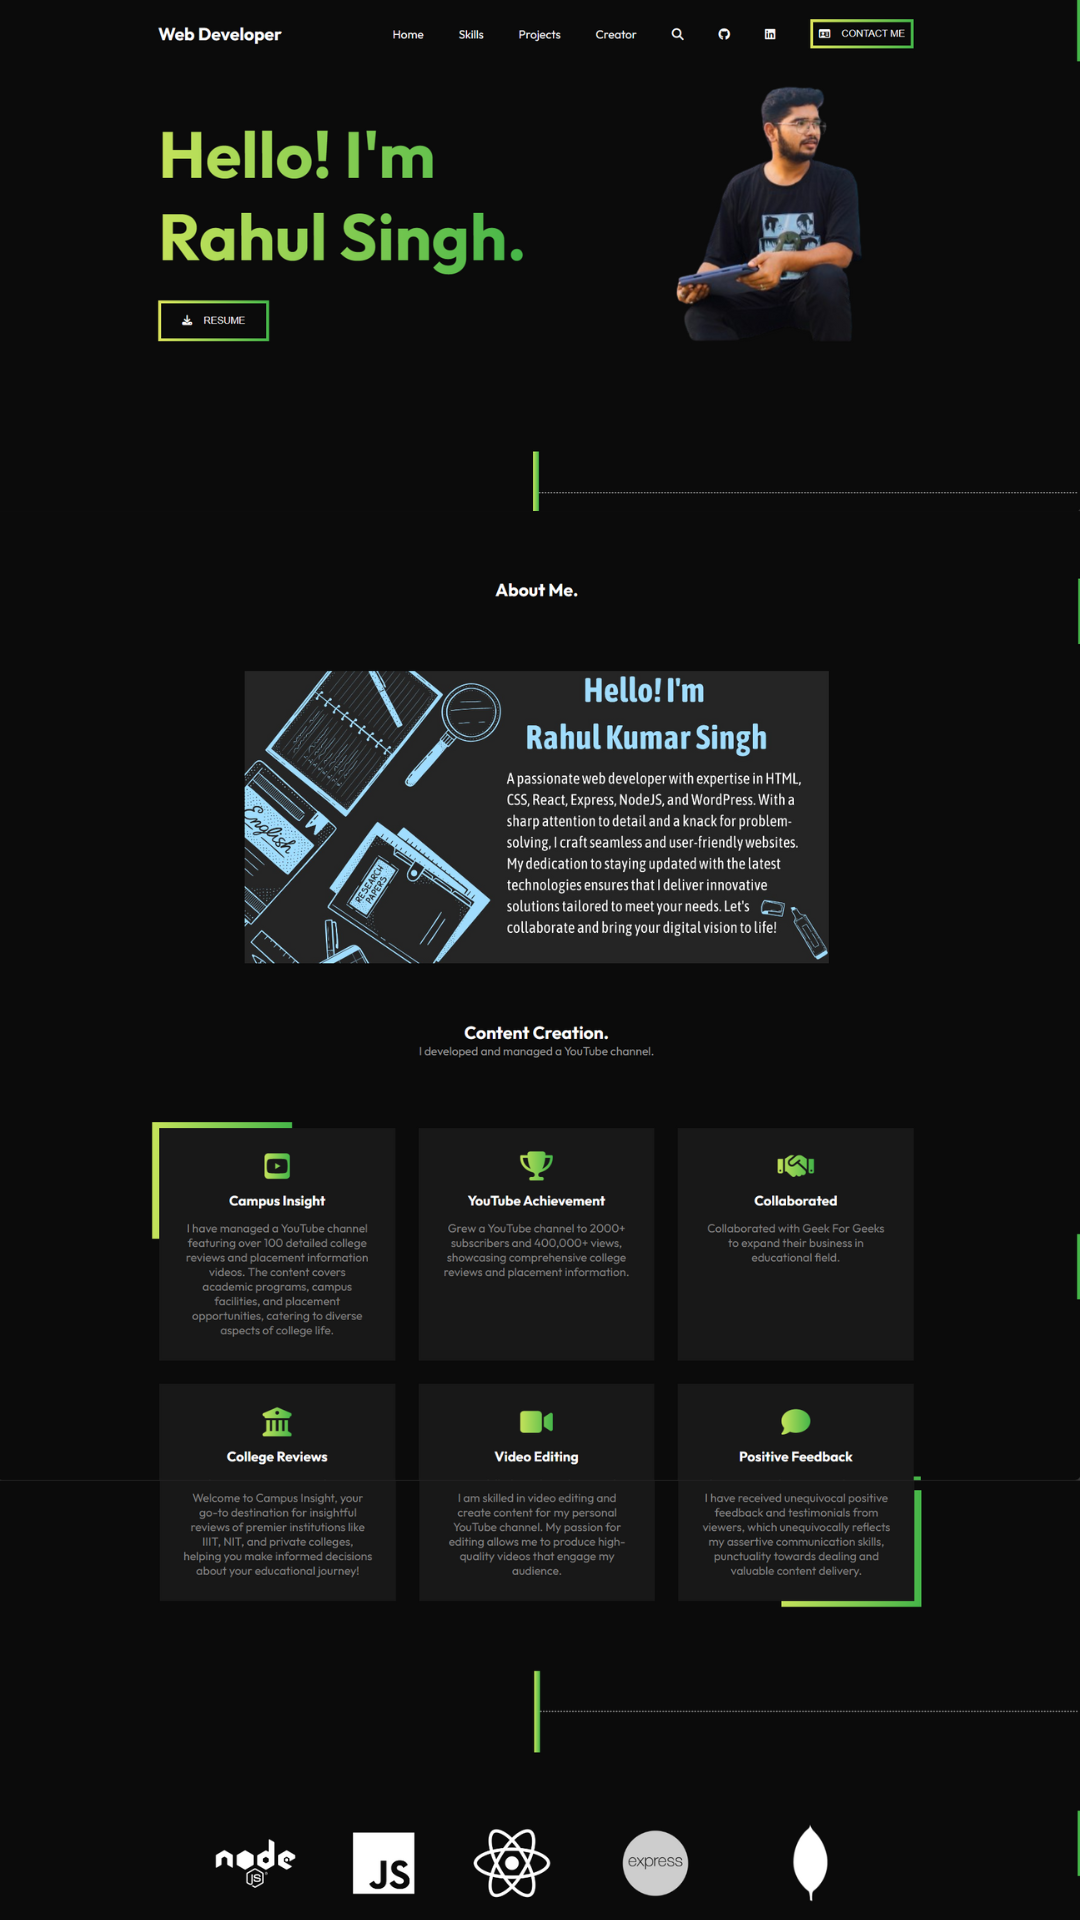 Web Developer
Home
Skills
Projects
Creator
CONTACT ME
Hello! I'm
Rahul Singh.
RESUME
About Me.
Hello! I'm
Rahul Kumar Singh
A passionate web developer with expertise in HTML,
CSS, React, Express, NodeJS, and WordPress. With a
sharp attention to detail and a knack for problem-
solving, I craft seamless and user-friendly websites.
My dedication to staying updated with the latest
technologies ensures that I deliver innovative
solutions tailored to meet your needs. Let's
collaborate and bring your digital vision to life!
English
RESEARCH
PAPERS
Content Creation.
I developed and managed a YouTube channel.
Campus Insight
I have managed a YouTube channel
featuring over 100 detailed college
reviews and placement information
videos. The content covers
academic programs, campus
facilities, and placement
opportunities, catering to diverse
aspects of college life.
YouTube Achievement
Grew a YouTube channel to 2000+
subscribers and 400,000+ views,
showcasing comprehensive college
reviews and placement information.
Collaborated
Collaborated with Geek For Geeks
to expand their business in
educational field.
College Reviews
Welcome to Campus Insight, your
go-to destination for insightful
reviews of premier institutions like
IIIT, NIT, and private colleges,
helping you make informed decisions
about your educational journey!
Video Editing
I am skilled in video editing and
create content for my personal
YouTube channel. My passion for
editing allows me to produce high-
quality videos that engage my
audience.
Positive Feedback
I have received unequivocal positive
feedback and testimonials from
viewers, which unequivocally reflects
my assertive communication skills,
punctuality towards dealing and
valuable content delivery.
node
JS
JS
express